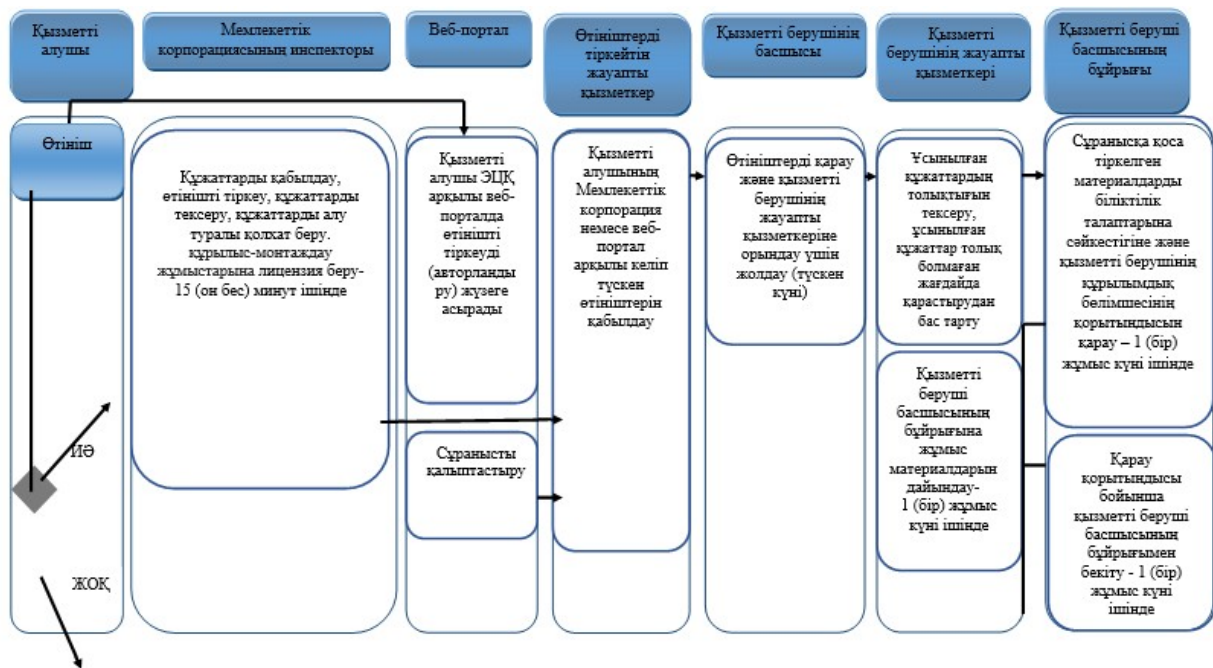 Қызметті
алушы
Мемлекеттік
корпорациясының инспекторы
Веб-портал
Өтініштерді
тіркейтін
жауапты
қызметкер
Қызметті берушінің
басшысы
Қызметті
берушінің жауапты
қызметкері
Қызметті беруші
басшысының
бұйрығы
Өтініш
ИӘ
ЖОҚ
Құжаттарды қабылдау,
өтінішті тіркеу, құжаттарды
тексеру, құжаттарды алу
туралы қолхат беру.
құрылыс-монтаждау
жұмыстарына лицензия беру-
15 (он бес) минут ішінде
Қызметті
алушы ЭЦҚ
арқылы веб-
порталда
өтінішті
тіркеуді
(авторланды
ру) жүзеге
асырады
Сұранысты
қалыптастыру
Қызметті
алушының
Мемлекеттік
корпорация
немесе веб-
портал
арқылы келіп
түскен
өтініштерін
қабылдау
Өтініштерді қарау
және қызметті
берушінің
жауапты
қызметкеріне
орындау үшін
жолдау (түскен
күні)
Ұсынылған
құжаттардың
толықтығын
тексеру,
ұсынылған
құжаттар толық
болмаған
жағдайда
қарастырудан
бас тарту
Қызметті
беруші
басшысының
бұйрығына
жұмыс
материалдарын
дайындау-
1 (бір) жұмыс
күні ішінде
Сұранысқа қоса
тіркелген
материалдарды
біліктілік
талаптарына
сәйкестігіне және
қызметті берушінің
құрылымдық
бөлімшесінің
қорытындысын
қарау – 1 (бір)
жұмыс күні ішінде
Қарау
қорытындысы
бойынша
қызметті беруші
басшысының
бұйрығымен
бекіту - 1 (бір)
жұмыс күні
ішінде